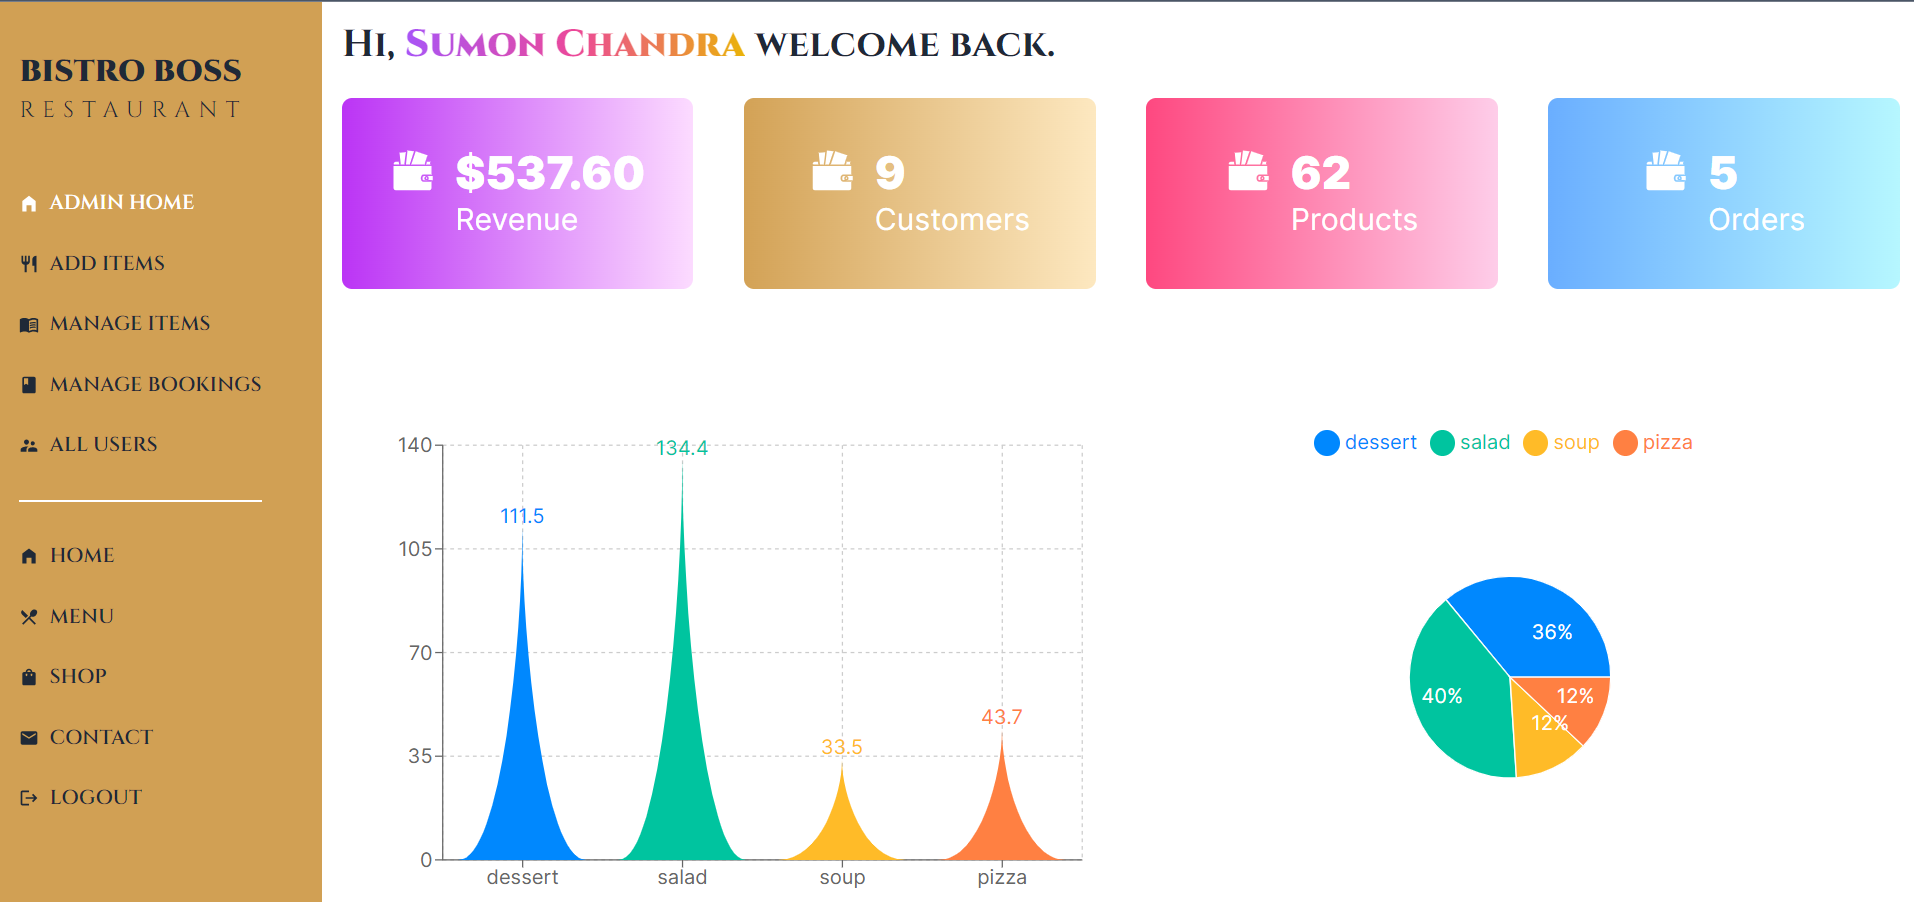 BISTRO BOSS
RESTAURANT
ADMIN HOME
ADD ITEMS
MANAGE ITEMS
MANAGE BOOKINGS
ALL USERS
HOME
MENU
SHOP
CONTACT
LOGOUT
Hi, Sumon Chandra welcome back.
$537.60
Revenue
9
Customers
62
Products
5
Orders
140
105
70
35
0
111.5
134.4
33.5
43.7
dessert
salad
soup
pizza
dessert salad soup pizza
36%
40%
12%
12%